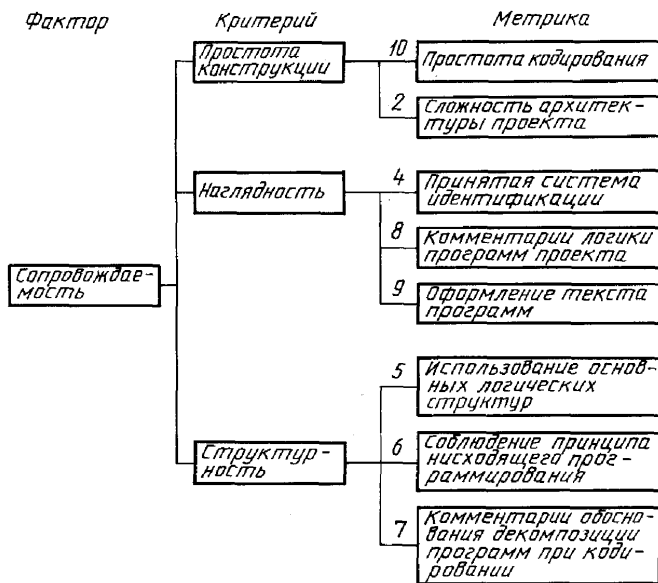 Фактор Критерий Метрика
Простота
конструкции
10
Простота кодирования
2
Сложность архитек-
туры проекта
Наглядность
4
Принятая система
идентификации
8
Комментарии логики
программ проекта
9
Оформление текста
программ
Сопровождае-
мость
Структур-
ность
5
Использование основ-
ных логических
структур
6
Соблюдение принципа
нисходящего прог-
раммирования
7
Комментарии обосно-
вания декомпозиции
программ при коди-
ровании